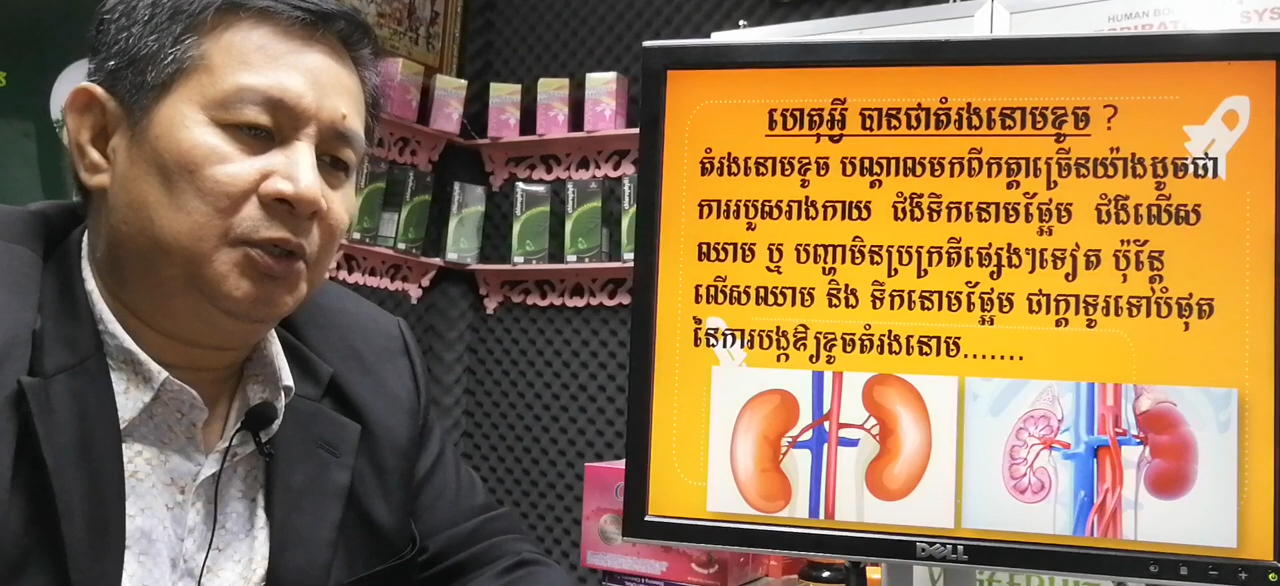 HUMAN BO
SYS
ហេតុអ្វី បានជាតំរងនោមខូច ?
តំរងនោមខូច បណ្តាលមកពីកត្តាច្រើនយ៉ាងដូចជា
ការរបួសរាងកាយ ជំងឺទឹកនោមផ្អែម ជំងឺលើស
ឈាម ឬ បញ្ហាមិនប្រក្រតីផ្សេងៗទៀត ប៉ុន្តែ
លើសឈាម និង ទឹកនោមផ្អែម ជាក្តាទូរទៅបំផុត
នៃការបង្កឱ្យខូចតំរងនោម.......
DELL
chlorophyll
chlorophyll
chlorophyll